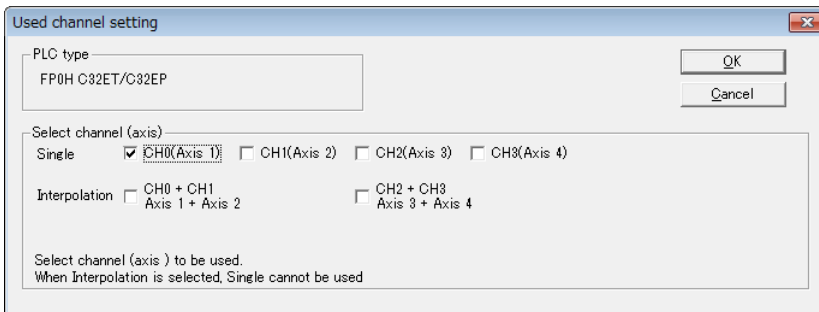 Used channel setting
PLC type
FP0H C32ET/C32EP
OK
Cancel
Select channel (axis)
Single CH0(Axis 1) CH1(Axis 2) CH2(Axis 3) CH3(Axis 4)
Interpolation CH0 + CH1 CH2 + CH3
Axis 1 + Axis 2 Axis 3 + Axis 4
Select channel (axis ) to be used.
When Interpolation is selected, Single cannot be used